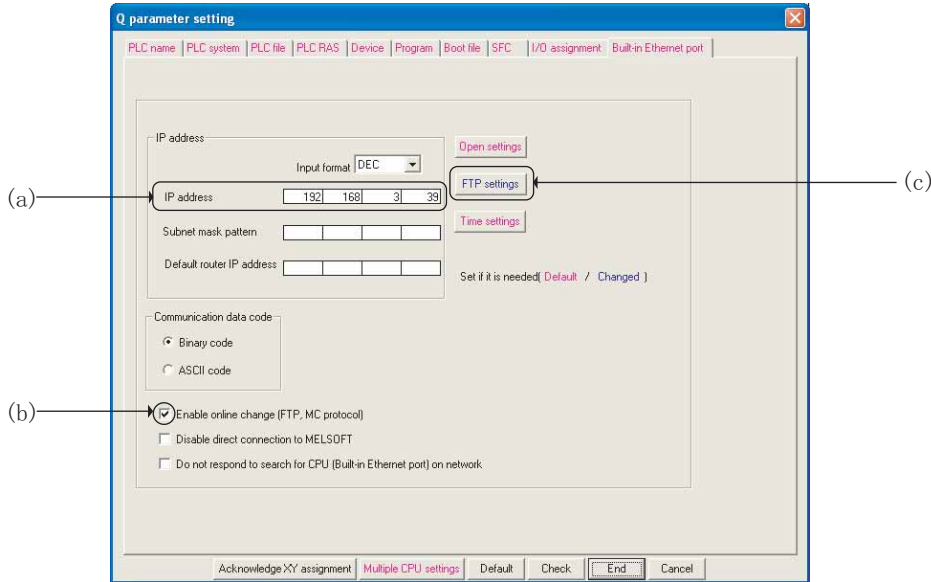 Q parameter setting
PLC name PLC system PLC file PLC RAS Device Program Boot file SFC I/O assignment Built-in Ethernet port
IP address
Input format DEC
(a) IP address 192 168 3 39
Subnet mask pattern
Default router IP address
Open settings
FTP settings (c)
Time settings
Set if it is needed( Default / Changed )
Communication data code
Binary code
ASCII code
(b) Enable online change (FTP, MC protocol)
Disable direct connection to MELSOFT
Do not respond to search for CPU (Built-in Ethernet port) on network
Acknowledge XY assignment Multiple CPU settings Default Check End Cancel